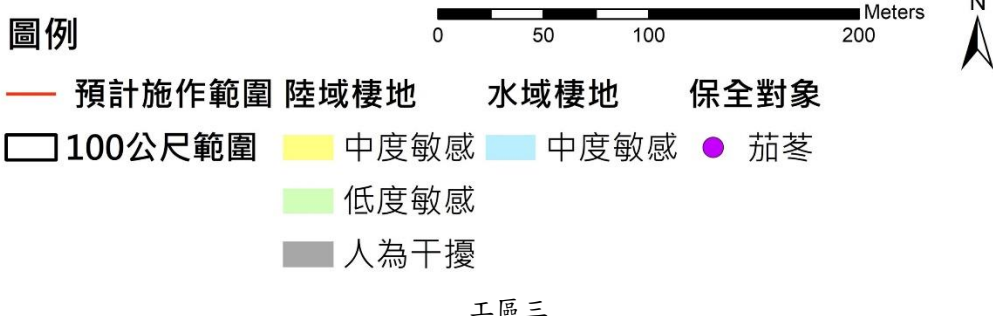 Meters
N
圖例
0 50 100 200
預計施作範圍 陸域棲地 水域棲地 保全對象
100公尺範圍 中度敏感 中度敏感 茄苳
低度敏感
人為干擾
工區三